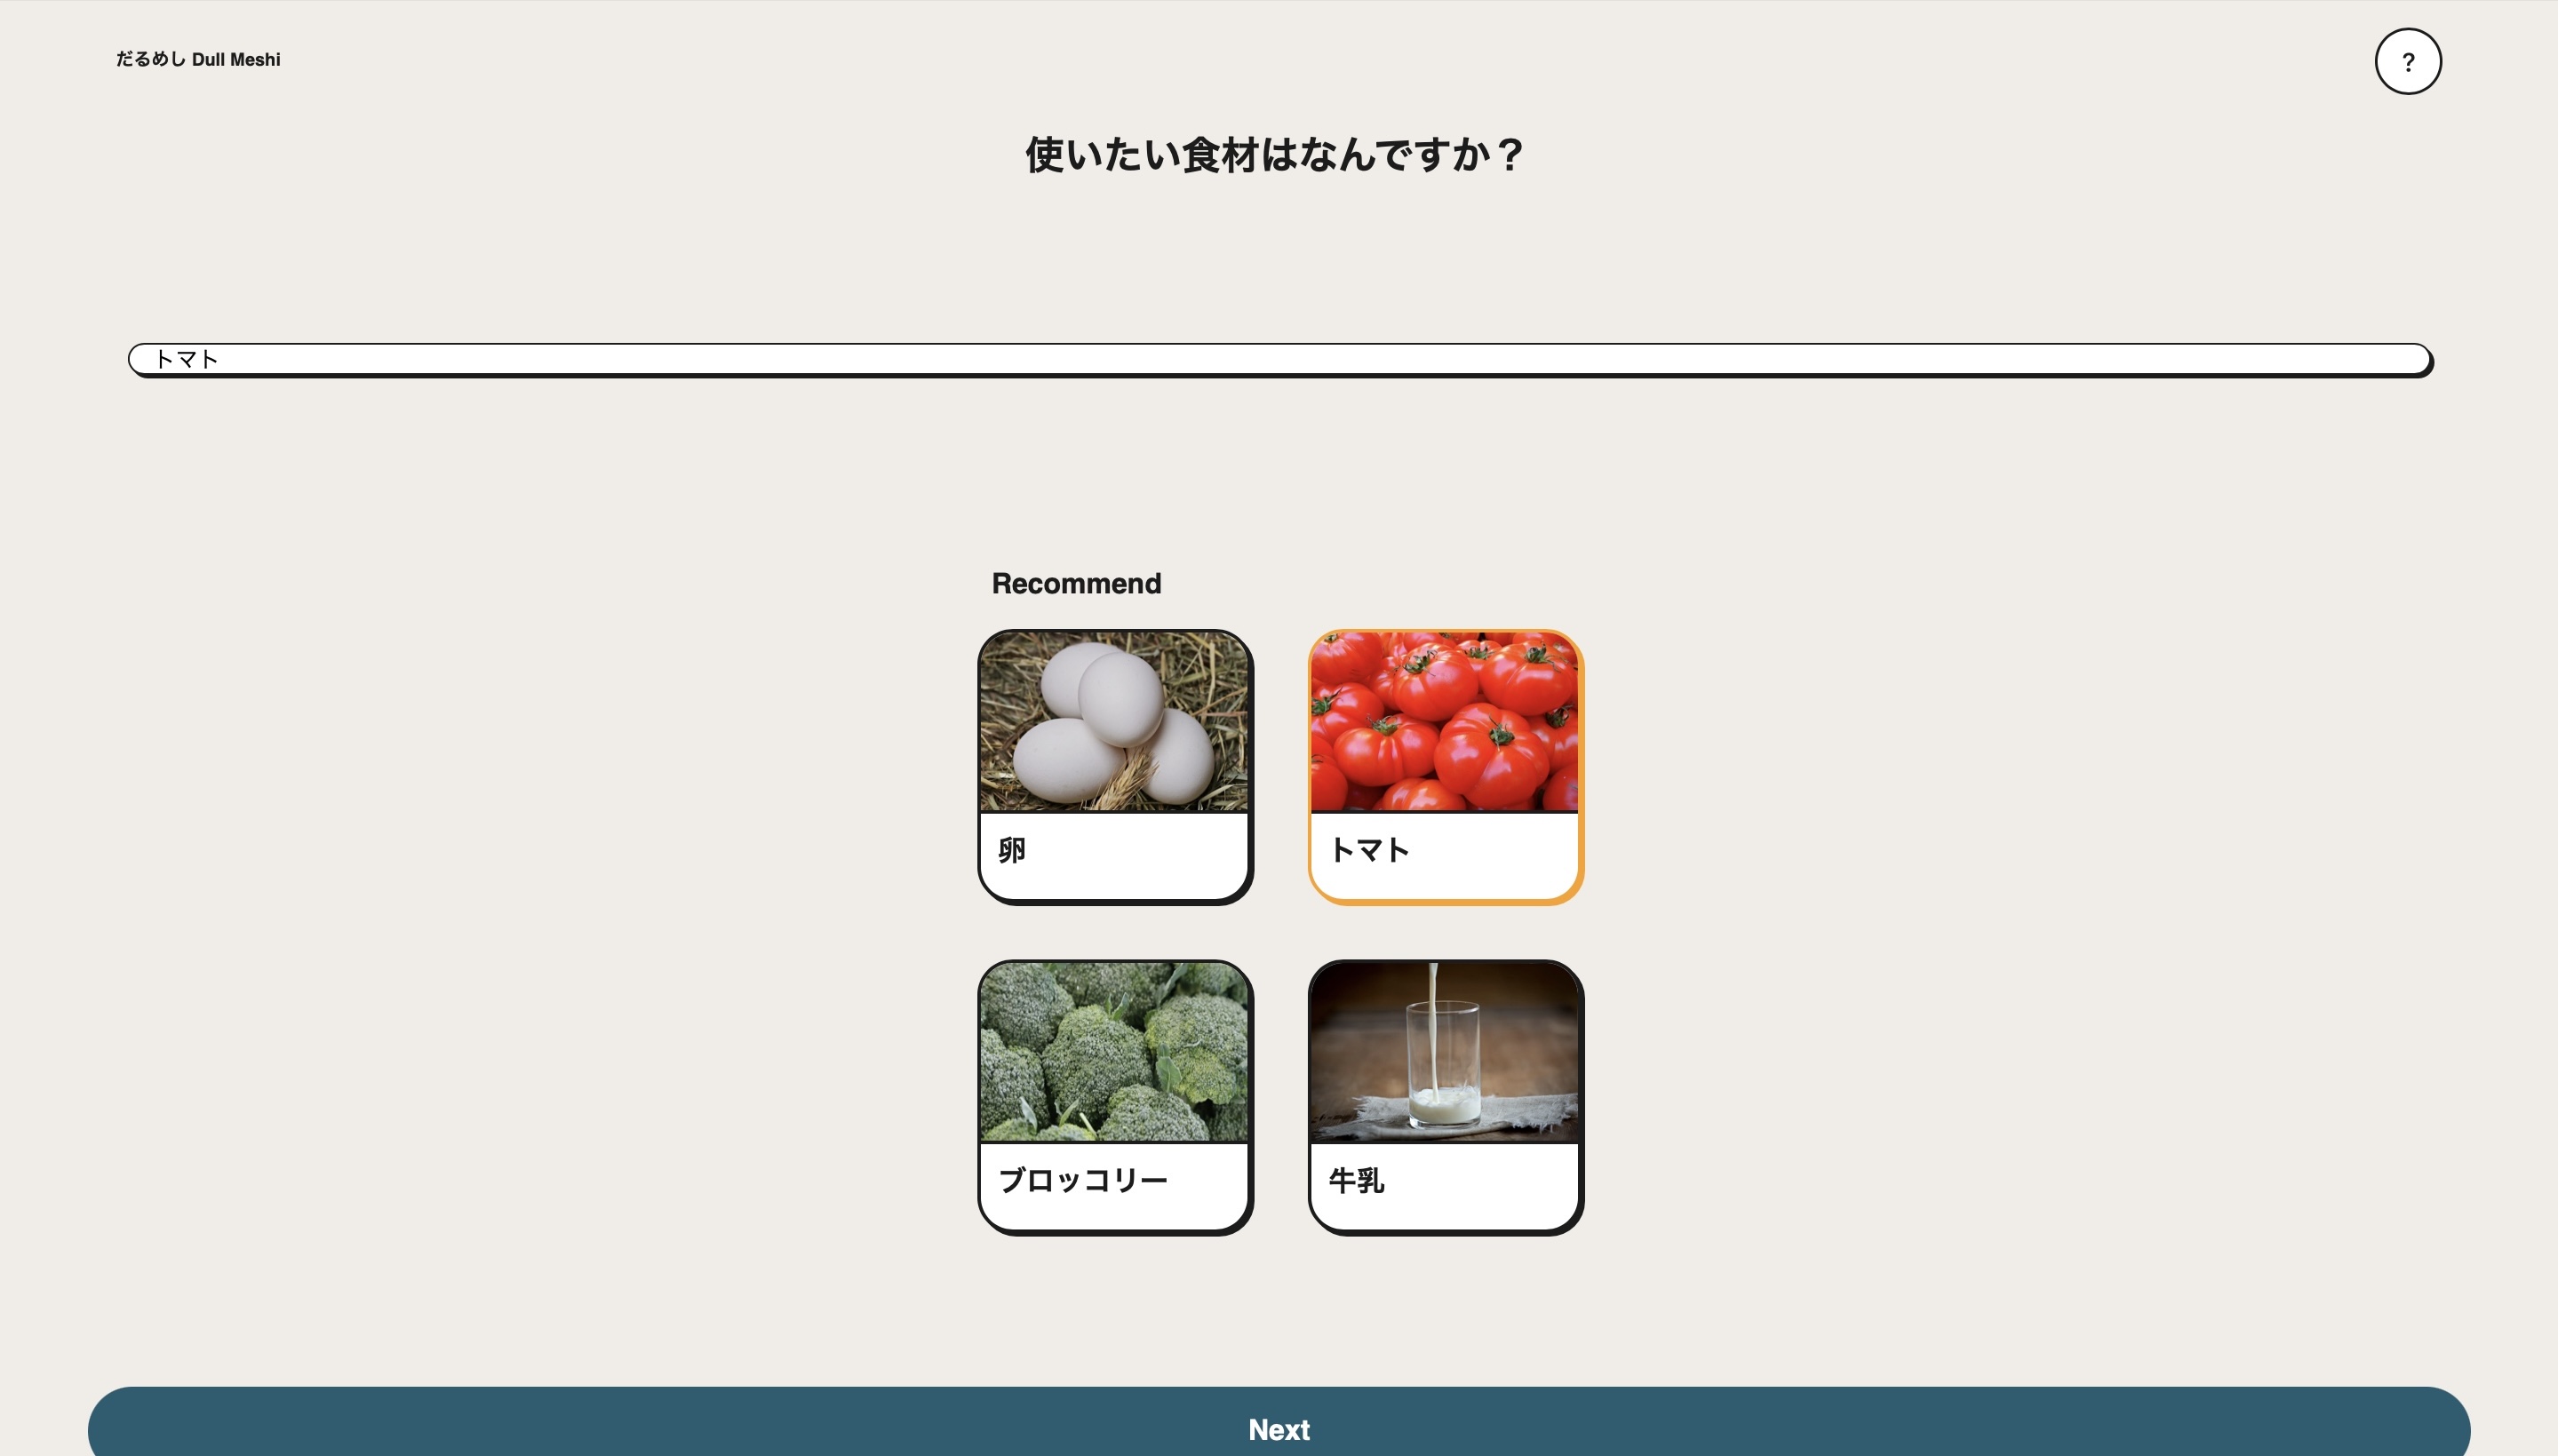 だるめし Dull Meshi
?
使いたい食材はなんですか？
トマト
Recommend
卵
トマト
ブロッコリー
牛乳
Next